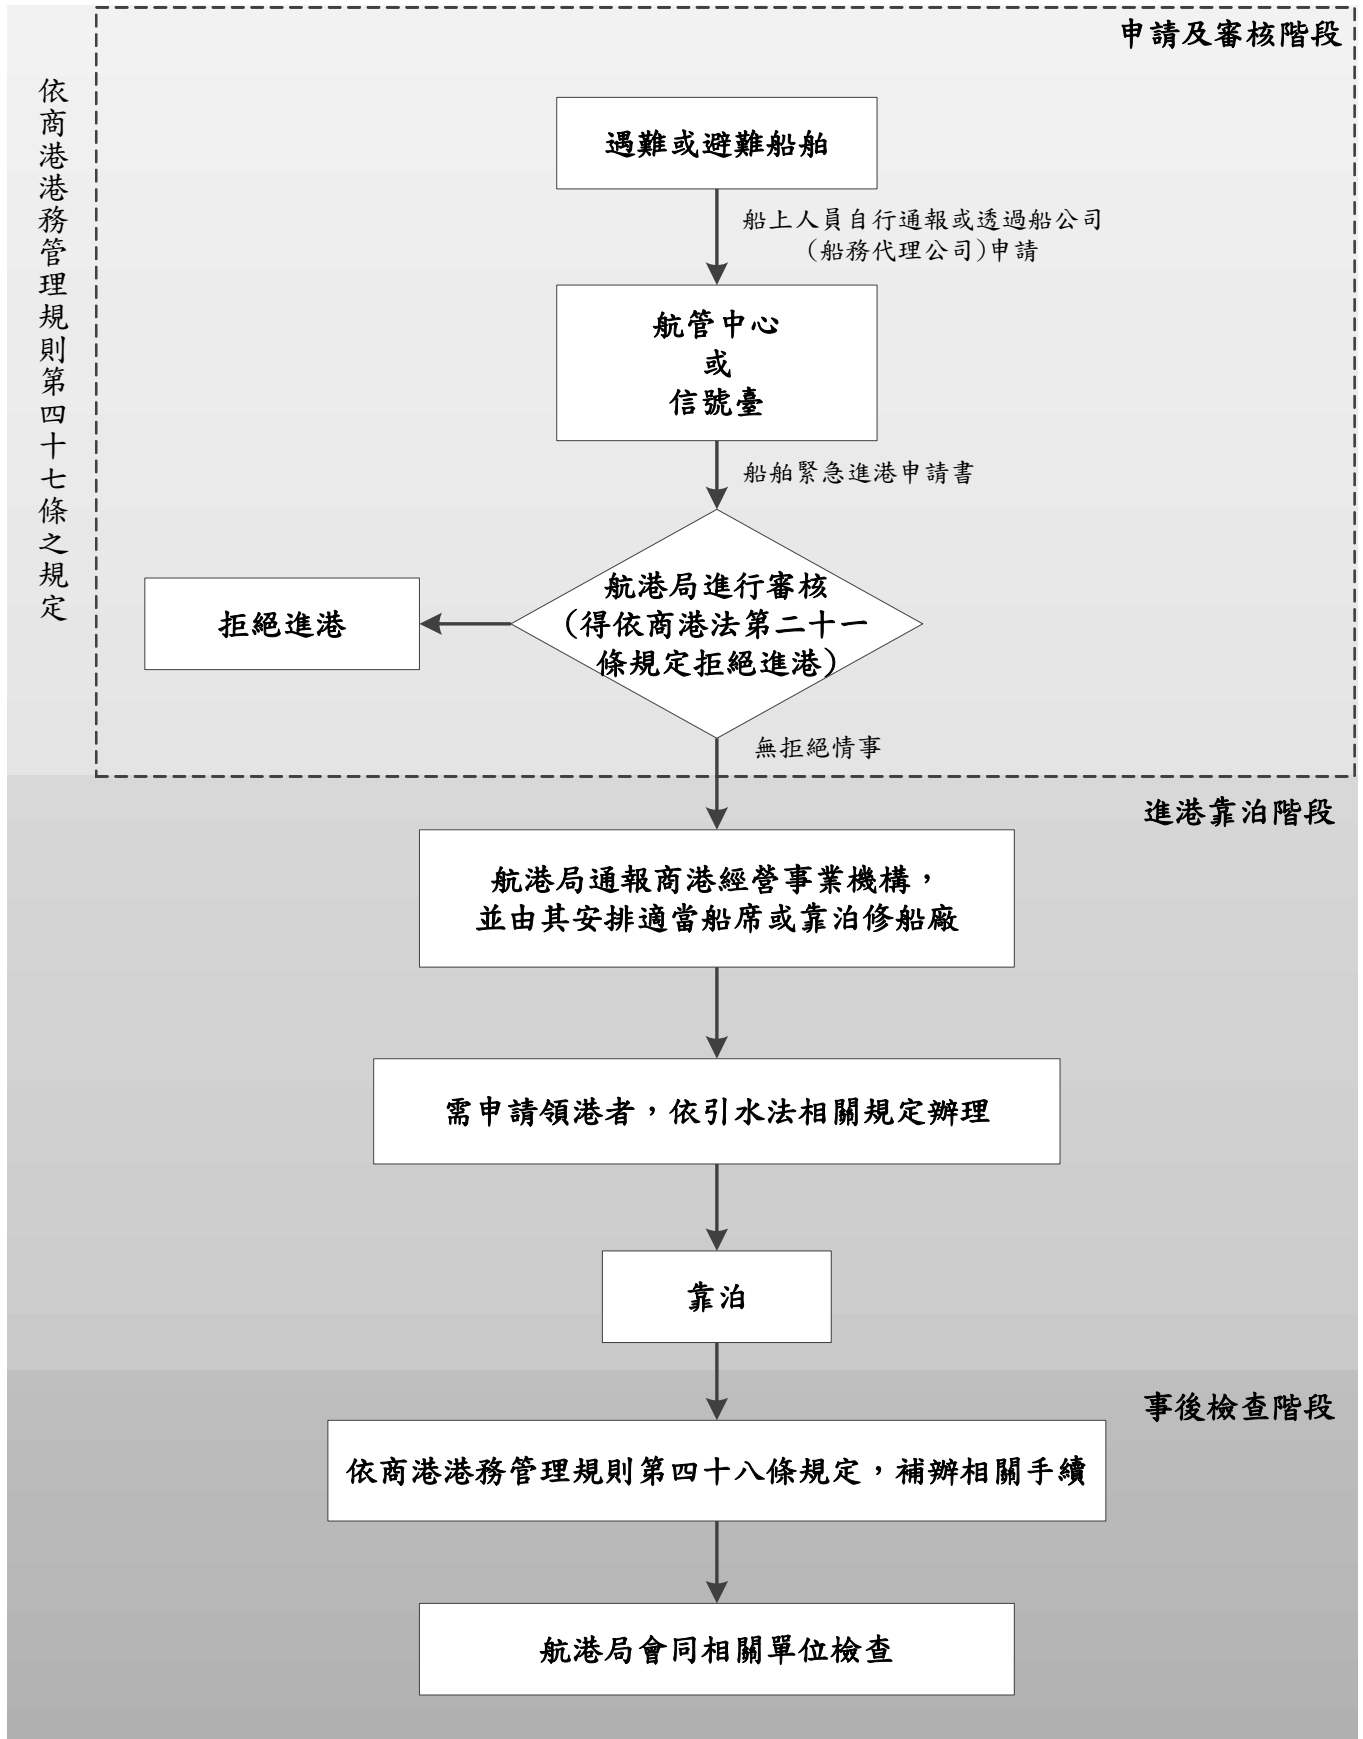 申請及審核階段
依商港港務管理規則第四十七條之規定
遇難或避難船舶
船上人員自行通報或透過船公司
(船務代理公司)申請
航管中心
或
信號臺
船舶緊急進港申請書
航港局進行審核
(得依商港法第二十一
條規定拒絕進港)
拒絕進港
無拒絕情事
進港靠泊階段
航港局通報商港經營事業機構，
並由其安排適當船席或靠泊修船廠
需申請領港者，依引水法相關規定辦理
靠泊
事後檢查階段
依商港港務管理規則第四十八條規定，補辦相關手續
航港局會同相關單位檢查